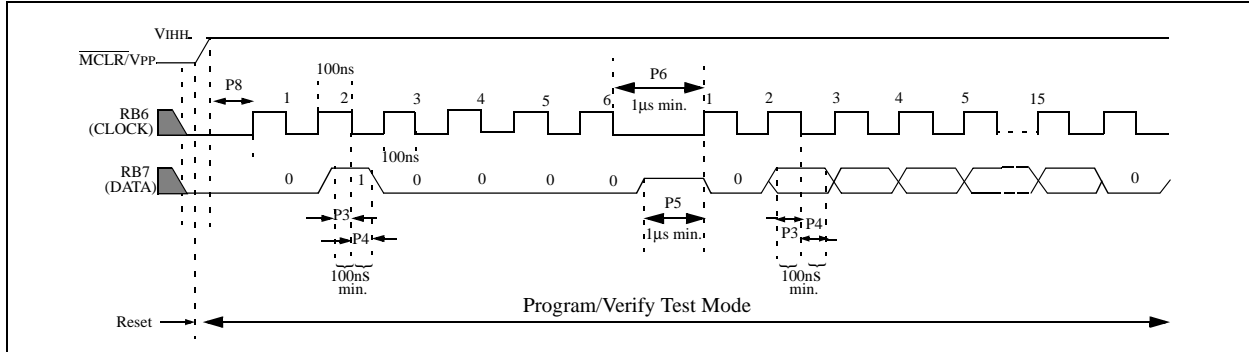 VIHH
MCLR/VPP
100ns
P8
P6
1 2 3 4 5 6
1µs min.
1 2 3 4 5 15
RB6
(CLOCK)
100ns
RB7
(DATA)
0 1 0 0 0 0 0 0
P5
P3
P4
1µs min.
P3
P4
100ns
min.
100ns
min.
Program/Verify Test Mode
Reset